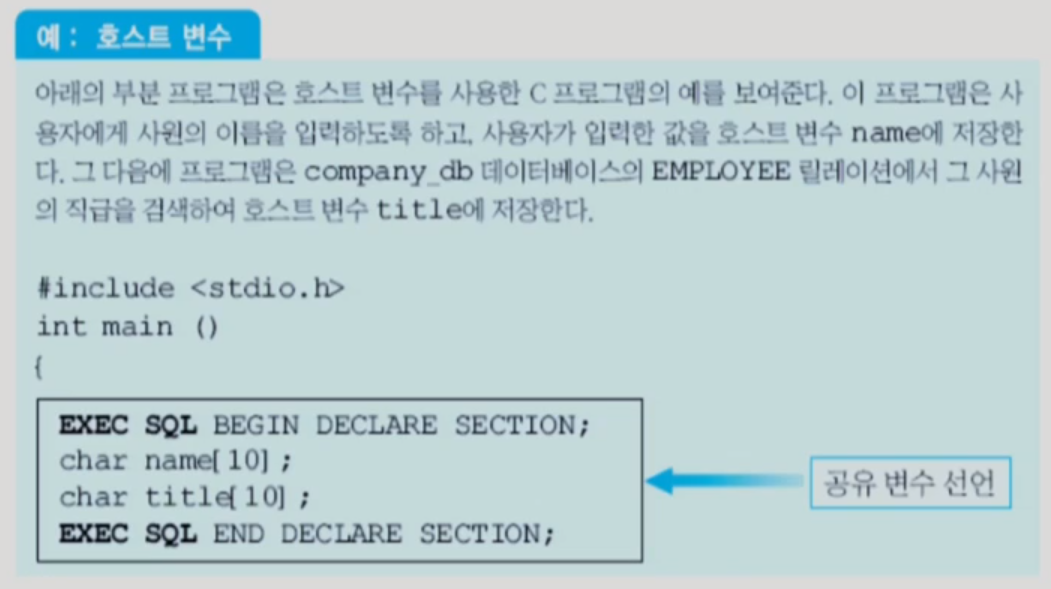 예: 호스트 변수
아래의 부분 프로그램은 호스트 변수를 사용한 C 프로그램의 예를 보여준다. 이 프로그램은 사
용자에게 사원의 이름을 입력하도록 하고, 사용자가 입력한 값을 호스트 변수 name에 저장한
다. 그 다음에 프로그램은 company_db 데이터베이스의 EMPLOYEE 릴레이션에서 그 사원
의 직급을 검색하여 호스트 변수 title에 저장한다.
#include <stdio.h>
int main ()
{
EXEC SQL BEGIN DECLARE SECTION;
char name[10];
char title[10];
EXEC SQL END DECLARE SECTION;
공유 변수 선언